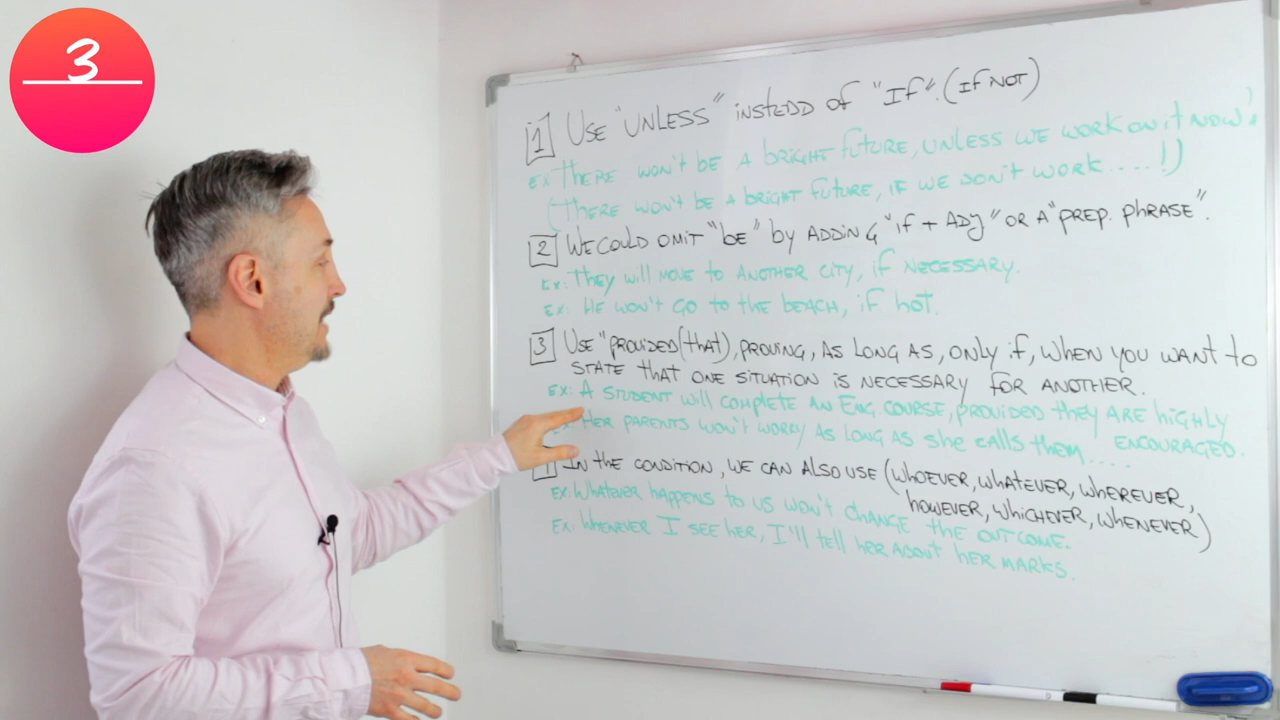 3
1 USE "UNLESS" INSTEDD OF "IF". (IF NOT)
EX: THERE WON'T BE A BRIGHT FUTURE, UNLESS WE WORK ON IT NOW!
(THERE WON'T BE A BRIGHT FUTURE, IF WE DON'T WORK....!)
2 WE COULD OMIT "BE" BY ADDING "IF + ADJ" OR A "PREP. PHRASE".
EX: THEY WILL MOVE TO ANOTHER CITY, IF NECESSARY.
EX: HE WON'T GO TO THE BEACH, IF HOT.
3 USE "PROVIDED(THAT), PROVING, AS LONG AS, ONLY IF, WHEN YOU WANT TO
STATE THAT ONE SITUATION IS NECESSARY FOR ANOTHER.
EX: A STUDENT WILL COMPLETE AN ENG COURSE, PROVIDED THEY ARE HIGHLY
ENCOURAGED.
HER PARENTS WON'T WORRY AS LONG AS SHE CALLS THEM....
IN THE CONDITION, WE CAN ALSO USE (WHOEVER, WHATEVER, WHEREVER,
HOWEVER, WHICHEVER, WHENEVER)
EX: WHATEVER HAPPENS TO US WON'T CHANGE THE OUTCOME.
EX: WHENEVER I SEE HER, I'LL TELL HER ABOUT HER MARKS.